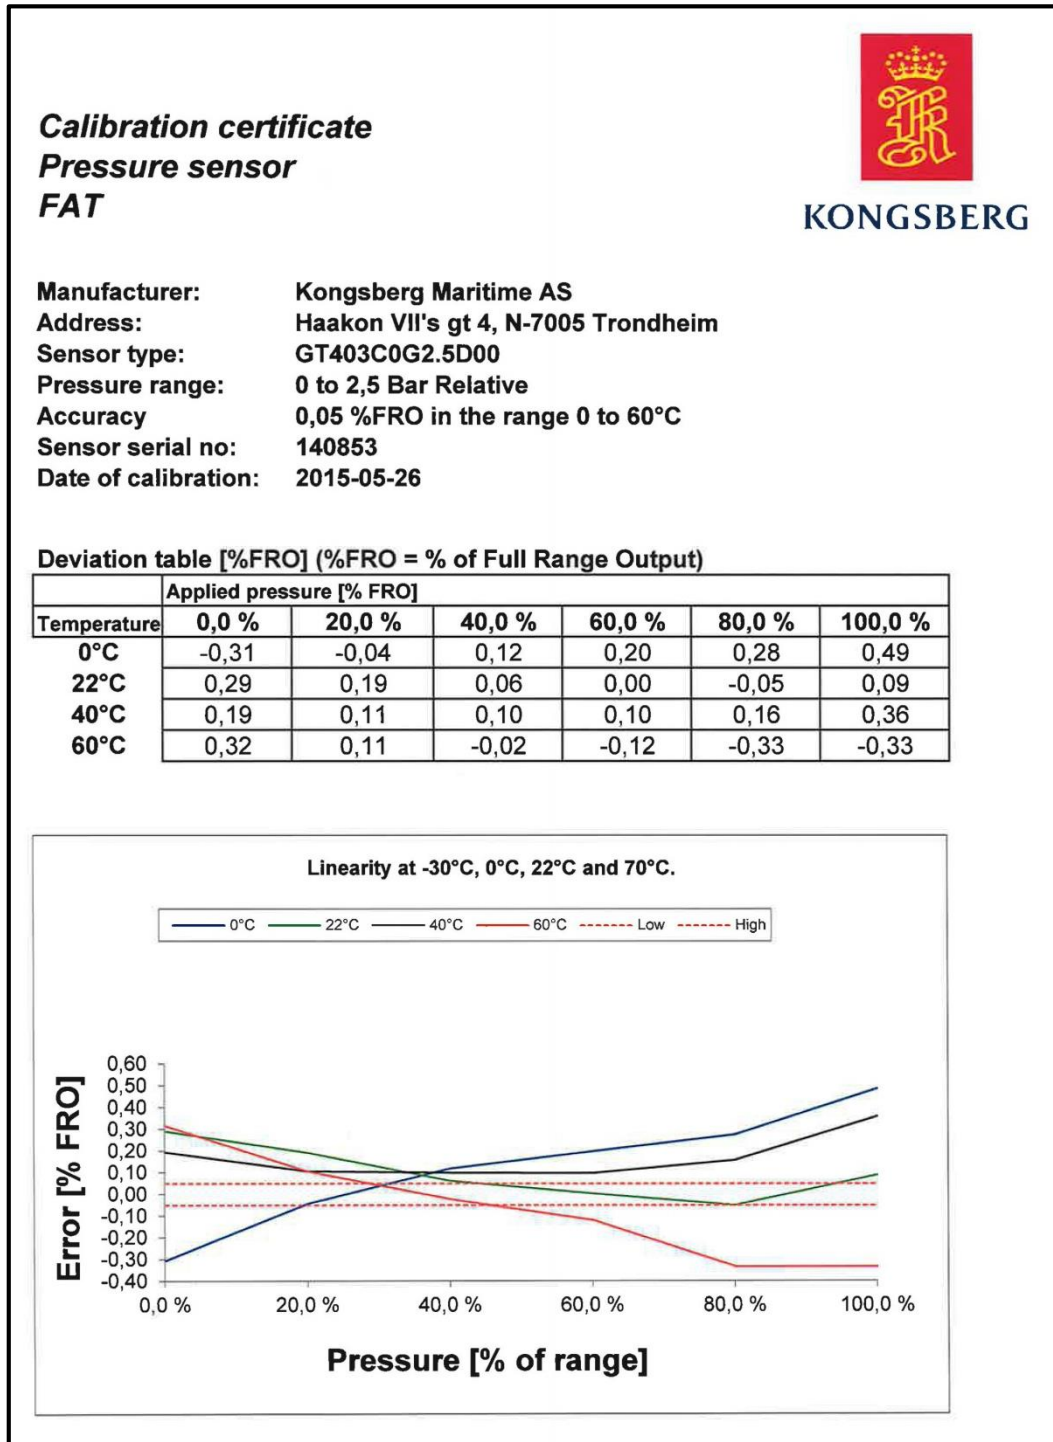 Calibration certificate
Pressure sensor
FAT
KONGSBERG
Manufacturer: Kongsberg Maritime AS
Address: Haakon VII's gt 4, N-7005 Trondheim
Sensor type: GT403C0G2.5D00
Pressure range: 0 to 2,5 Bar Relative
Accuracy 0,05 %FRO in the range 0 to 60°C
Sensor serial no: 140853
Date of calibration: 2015-05-26
Deviation table [%FRO] (%FRO = % of Full Range Output)
Applied pressure [% FRO]
Temperature 0,0 % 20,0 % 40,0 % 60,0 % 80,0 % 100,0 %
0°C -0,31 -0,04 0,12 0,20 0,28 0,49
22°C 0,29 0,19 0,06 0,00 -0,05 0,09
40°C 0,19 0,11 0,10 0,10 0,16 0,36
60°C 0,32 0,11 -0,02 -0,12 -0,33 -0,33
Linearity at -30°C, 0°C, 22°C and 70°C.
0°C 22°C 40°C 60°C Low High
Error [% FRO]
0,60
0,50
0,40
0,30
0,20
0,10
0,00
-0,10
-0,20
-0,30
-0,40
0,0 % 20,0 % 40,0 % 60,0 % 80,0 % 100,0 %
Pressure [% of range]